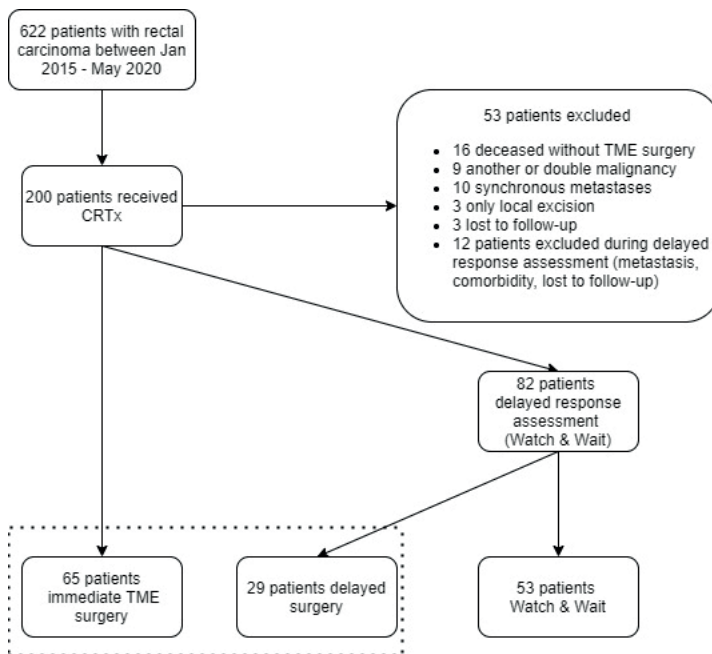 622 patients with rectal
carcinoma between Jan
2015 - May 2020
53 patients excluded
• 16 deceased without TME surgery
• 9 another or double malignancy
• 10 synchronous metastases
• 3 only local excision
• 3 lost to follow-up
• 12 patients excluded during delayed
response assessment (metastasis,
comorbidity, lost to follow-up)
200 patients received
CRTx
82 patients
delayed response
assessment
(Watch & Wait)
65 patients
immediate TME
surgery
29 patients delayed
surgery
53 patients
Watch & Wait